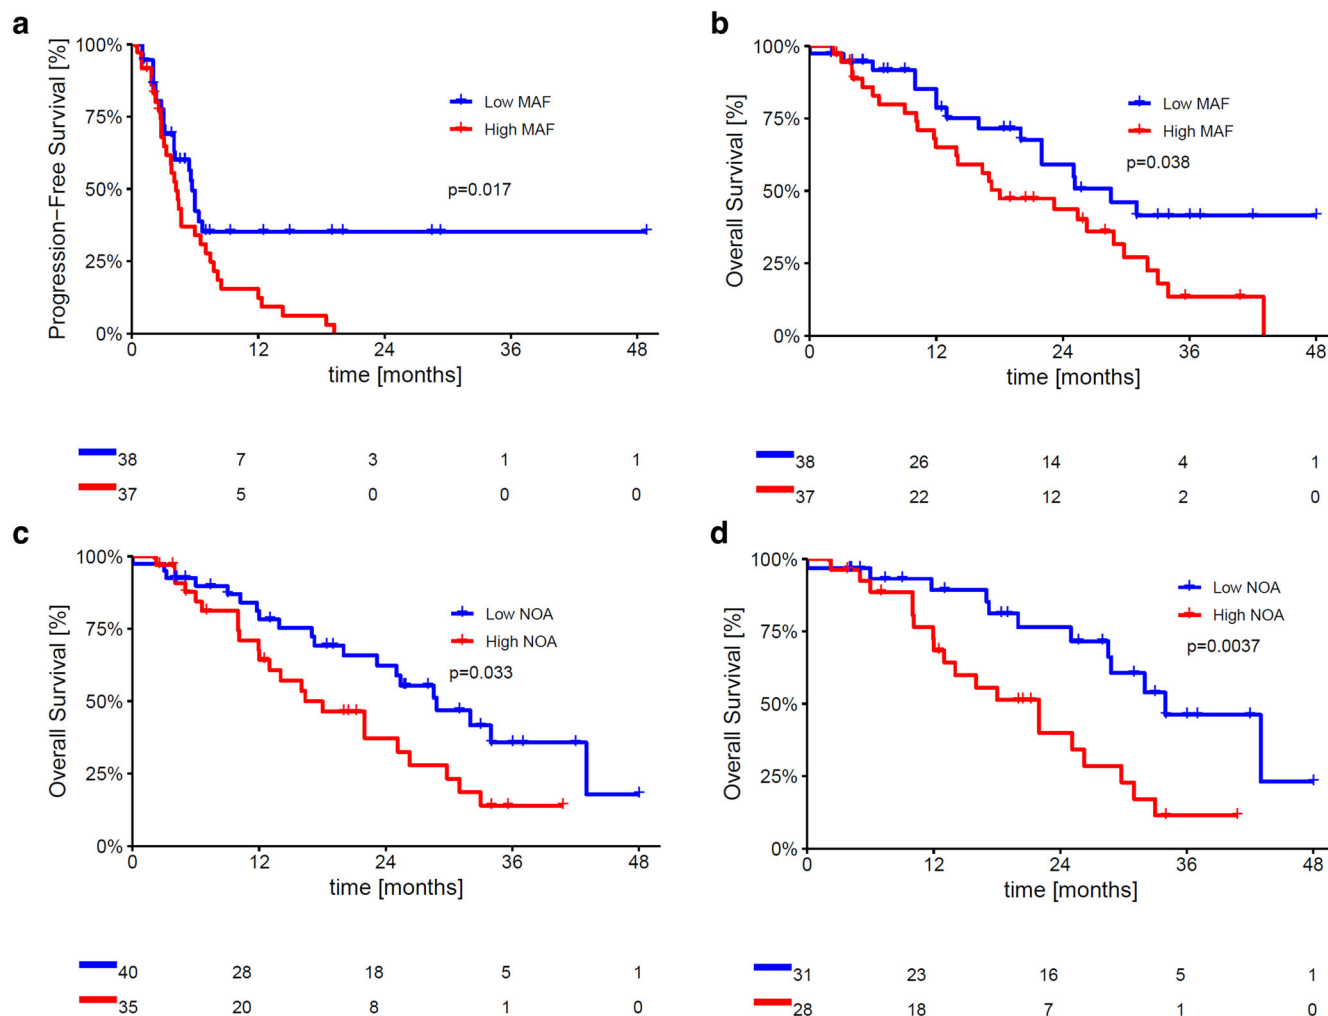 a
Progression−Free Survival [%]
100%
75%
50%
25%
0%
Low MAF
High MAF
p=0.017
0 12 24 36 48
time [months]
38 7 3 1 1
37 5 0 0 0
b
Overall Survival [%]
100%
75%
50%
25%
0%
Low MAF
High MAF
p=0.038
0 12 24 36 48
time [months]
38 26 14 4 1
37 22 12 2 0
c
Overall Survival [%]
100%
75%
50%
25%
0%
Low NOA
High NOA
p=0.033
0 12 24 36 48
time [months]
40 28 18 5 1
35 20 8 1 0
d
Overall Survival [%]
100%
75%
50%
25%
0%
Low NOA
High NOA
p=0.0037
0 12 24 36 48
time [months]
31 23 16 5 1
28 18 7 1 0